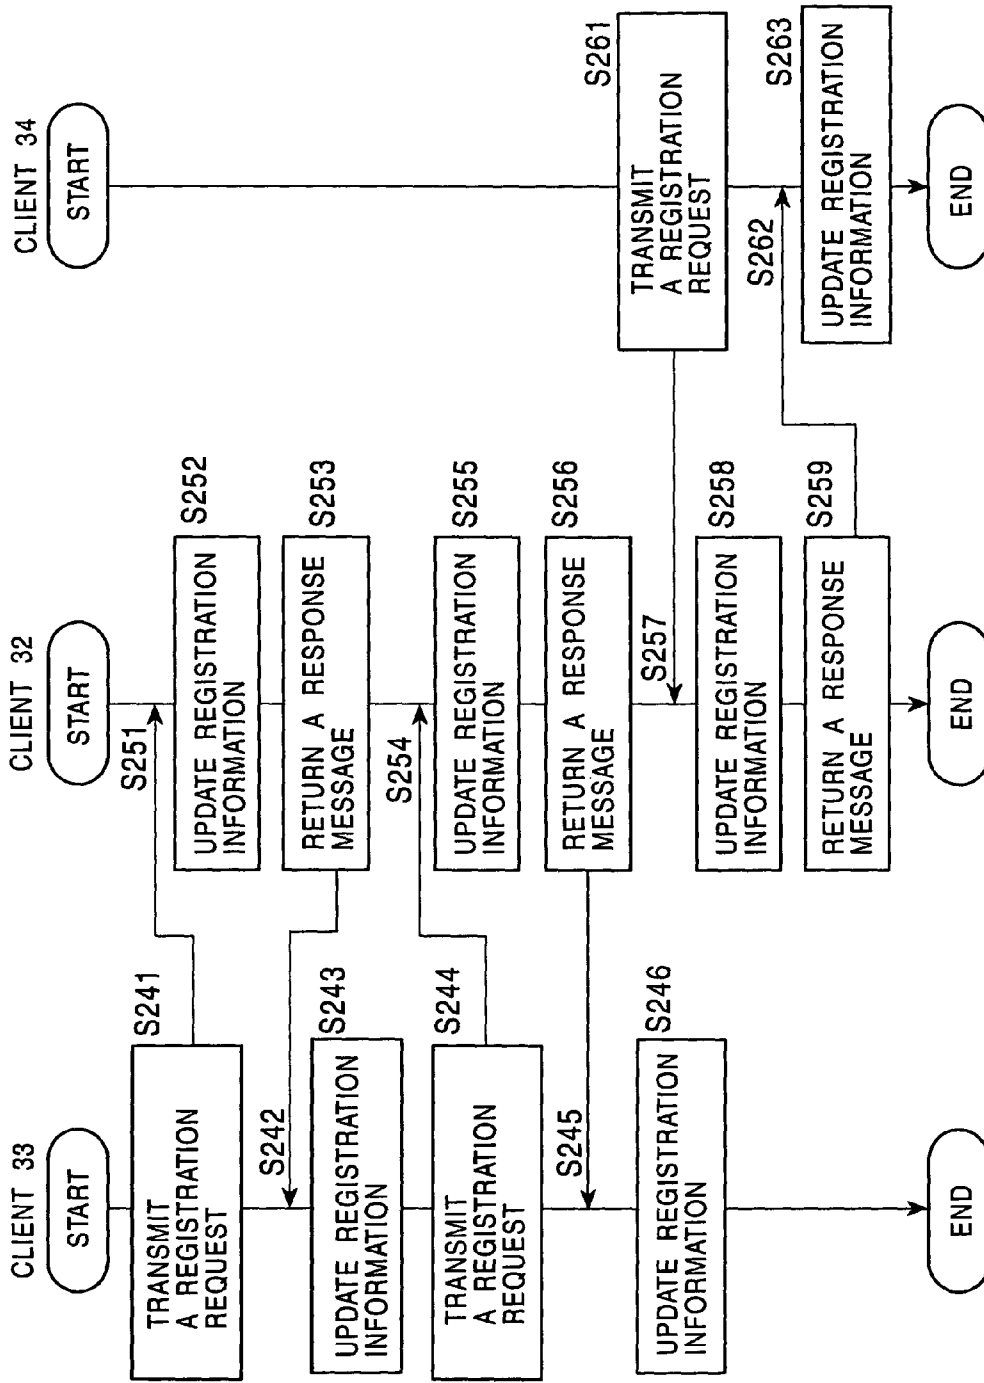 CLIENT 33
START
TRANSMIT
A REGISTRATION
REQUEST
S241
S242
UPDATE REGISTRATION
INFORMATION
S243
TRANSMIT
A REGISTRATION
REQUEST
S244
S245
UPDATE REGISTRATION
INFORMATION
S246
END
CLIENT 32
START
S251
UPDATE REGISTRATION
INFORMATION
S252
RETURN A RESPONSE
MESSAGE
S253
S254
UPDATE REGISTRATION
INFORMATION
S255
RETURN A RESPONSE
MESSAGE
S256
S257
UPDATE REGISTRATION
INFORMATION
S258
RETURN A RESPONSE
MESSAGE
S259
END
CLIENT 34
START
TRANSMIT
A REGISTRATION
REQUEST
S261
S262
UPDATE REGISTRATION
INFORMATION
S263
END